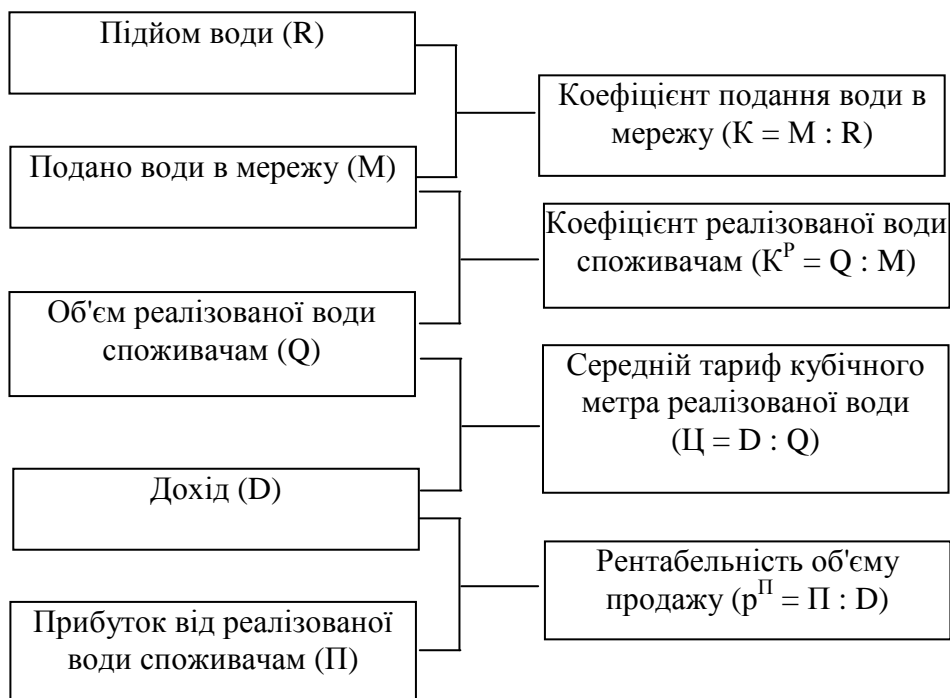 Підйом води (R)
Подано води в мережу (М)
Об'єм реалізованої води
споживачам (Q)
Дохід (D)
Прибуток від реалізованої
води споживачам (П)
Коефіцієнт подання води в
мережу (К = М : R)
Коефіцієнт реалізованої води
споживачам (Кᴾ = Q : М)
Середній тариф кубічного
метра реалізованої води
(Ц = D : Q)
Рентабельність об'єму
продажу (р^П = П : D)